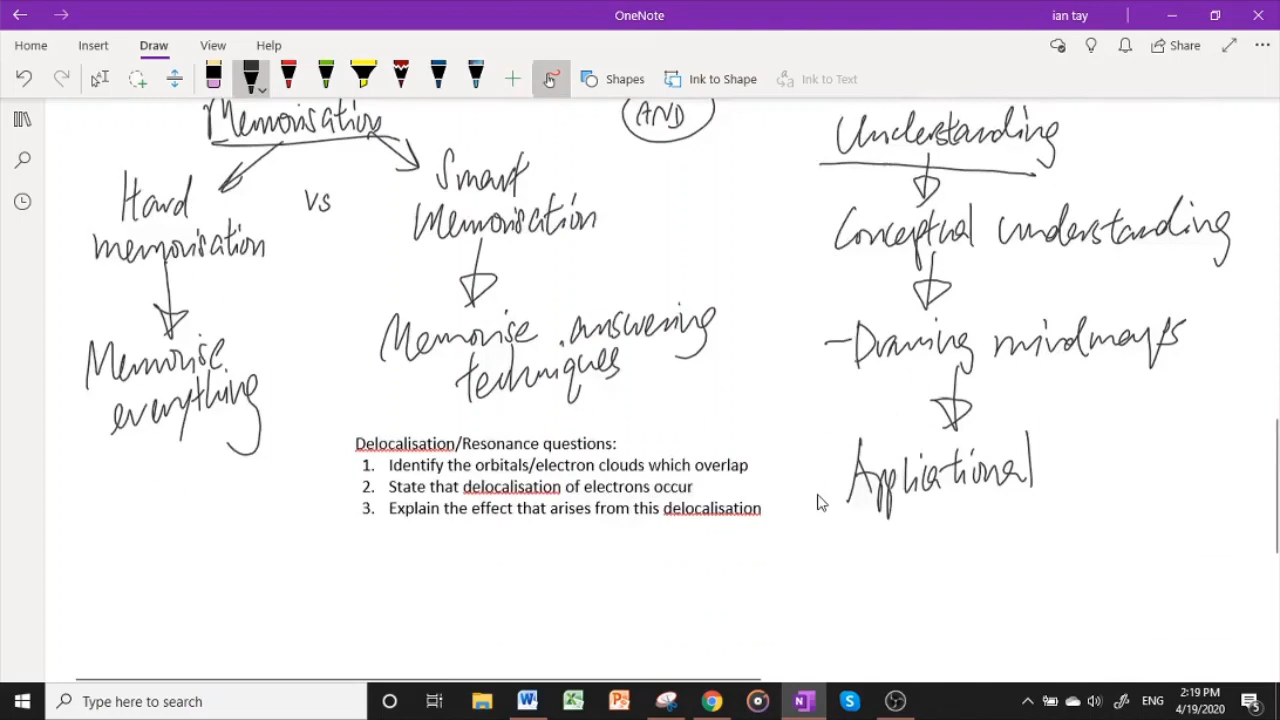 OneNote
ian tay
Home Insert Draw View Help
Share
Shapes
Ink to Shape
Ink to Text
Memorisation
AND
Understanding
Hard
memorisation
vs
Smart
Memorisation
Conceptual understanding
Memorise
everything
Memorise answering
techniques
- Drawing mindmaps
Applicational
Delocalisation/Resonance questions:
1. Identify the orbitals/electron clouds which overlap
2. State that delocalisation of electrons occur
3. Explain the effect that arises from this delocalisation
Type here to search
ENG
2:19 PM
4/19/2020
5